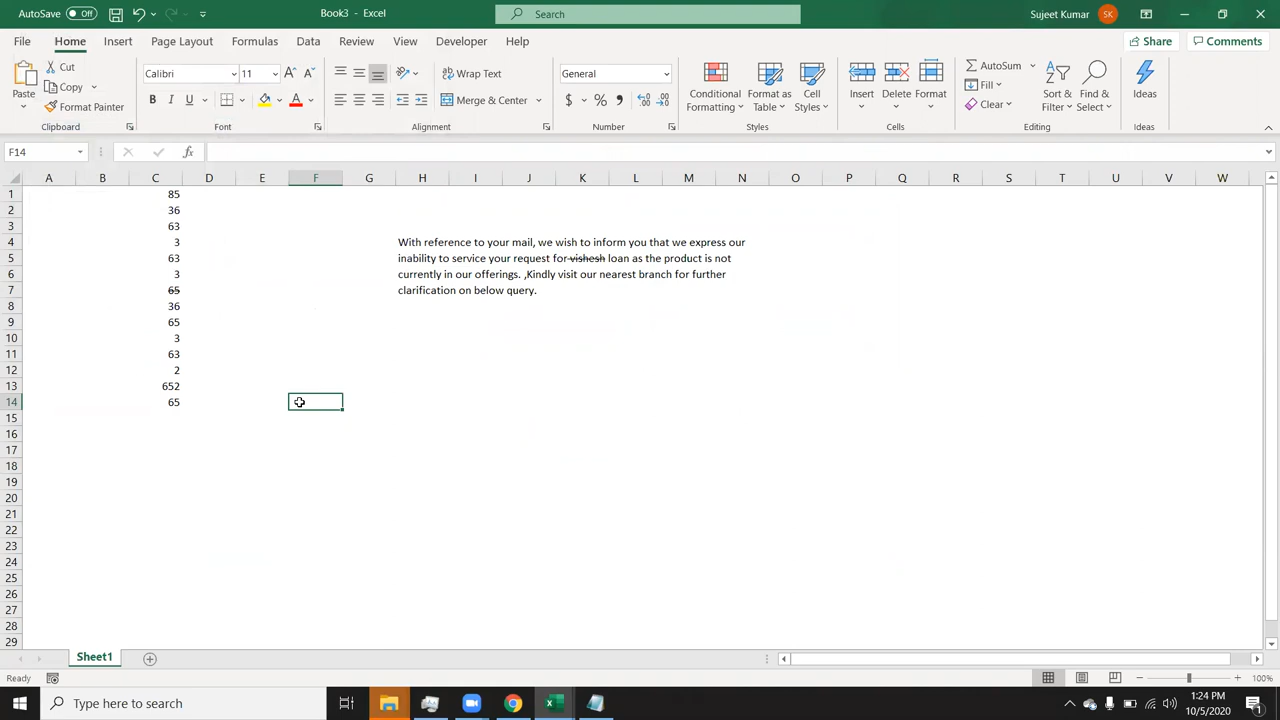 AutoSave Off Book3 - Excel Search Sujeet Kumar SK
File Home Insert Page Layout Formulas Data Review View Developer Help Share Comments
Paste Cut Copy Format Painter Clipboard
Calibri 11 B I U Font
Wrap Text Merge & Center Alignment
General $ % Number
Conditional Formatting Format as Table Cell Styles Styles
Insert Delete Format Cells
AutoSum Fill Clear Sort & Filter Find & Select Editing
Ideas Ideas
F14 fx
A B C D E F G H I J K L M N O P Q R S T U V W
1 85
2 36
3 63
4 3 With reference to your mail, we wish to inform you that we express our
5 63 inability to service your request for vishesh loan as the product is not
6 3 currently in our offerings. ,Kindly visit our nearest branch for further
7 65 clarification on below query.
8 36
9 65
10 3
11 63
12 2
13 652
14 65
15
16
17
18
19
20
21
22
23
24
25
26
27
28
29
Sheet1
Ready 100%
Type here to search 1:24 PM
10/5/2020 1